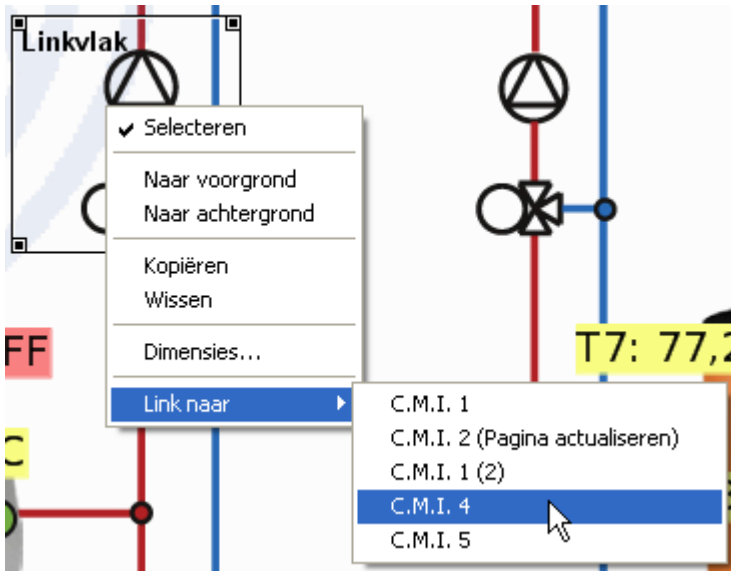 Linkvlak
Selecteren
Naar voorgrond
Naar achtergrond
Kopiëren
Wissen
FF
Dimensies...
T7: 77,2
Link naar
C.M.I. 1
C.M.I. 2 (Pagina actualiseren)
C
C.M.I. 1 (2)
C.M.I. 4
C.M.I. 5